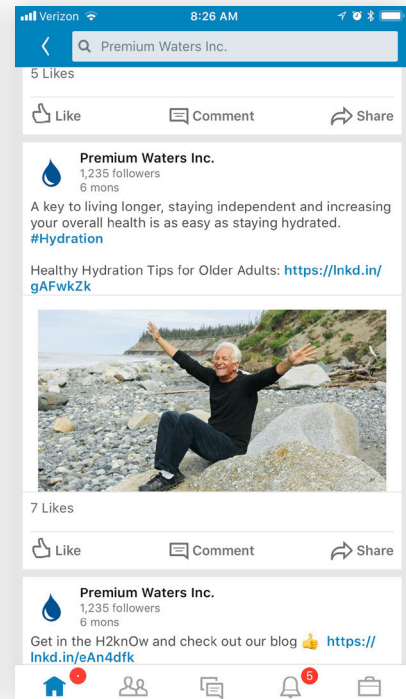 Verizon 8:26 AM
Premium Waters Inc.
5 Likes
Like Comment Share
Premium Waters Inc.
1,235 followers
6 mons
A key to living longer, staying independent and increasing
your overall health is as easy as staying hydrated.
#Hydration
Healthy Hydration Tips for Older Adults: https://lnkd.in/
gAFwkZk
7 Likes
Like Comment Share
Premium Waters Inc.
1,235 followers
6 mons
Get in the H2knOw and check out our blog 👍 https://
lnkd.in/eAn4dfk
5